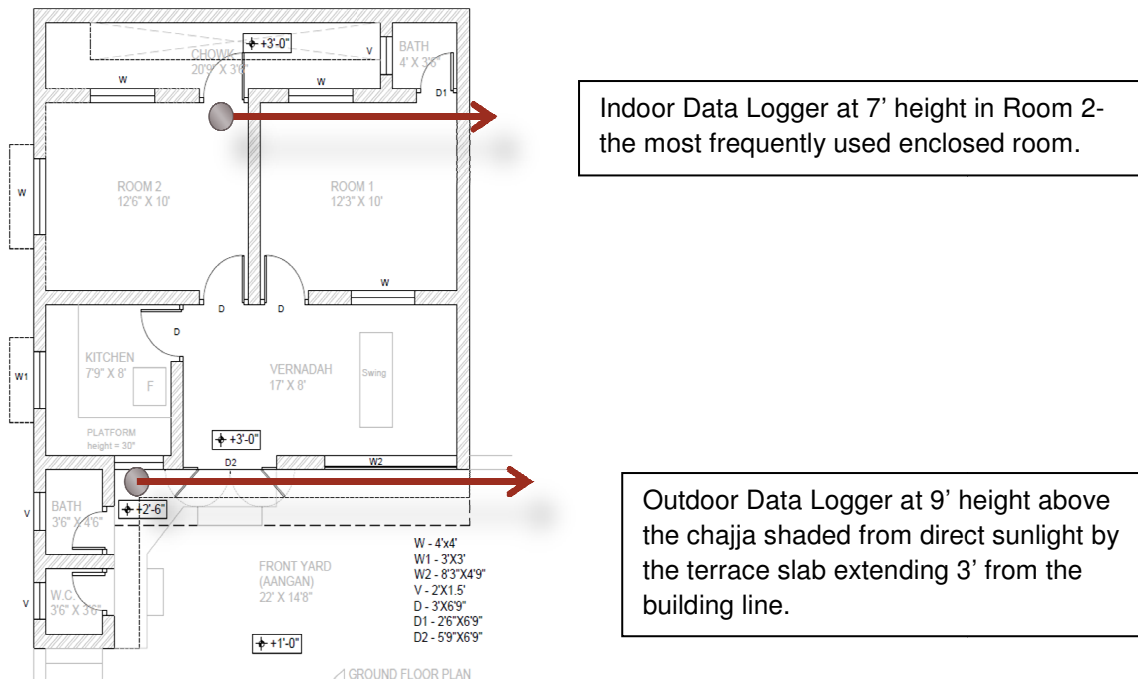 +3'-0"
CHOWK
20'9" X 3'6"
V
BATH
4' X 3'6"
W
W
D1
Indoor Data Logger at 7' height in Room 2-
the most frequently used enclosed room.
W
ROOM 2
12'6" X 10'
ROOM 1
12'3" X 10'
W
D
D
D
KITCHEN
7'9" X 8'
VERNADAH
17' X 8'
Swing
W1
F
PLATFORM
height = 30"
+3'-0"
D2
W2
+2'-6"
BATH
3'6" X 4'6"
V
Outdoor Data Logger at 9' height above
the chajja shaded from direct sunlight by
the terrace slab extending 3' from the
building line.
W - 4'x4'
W1 - 3'X3'
W2 - 8'3"X4'9"
V - 2'X1.5'
D - 3'X6'9"
D1 - 2'6"X6'9"
D2 - 5'9"X6'9"
FRONT YARD
(AANGAN)
22' X 14'8"
W.C.
3'6" X 3'6"
V
+1'-0"
GROUND FLOOR PLAN